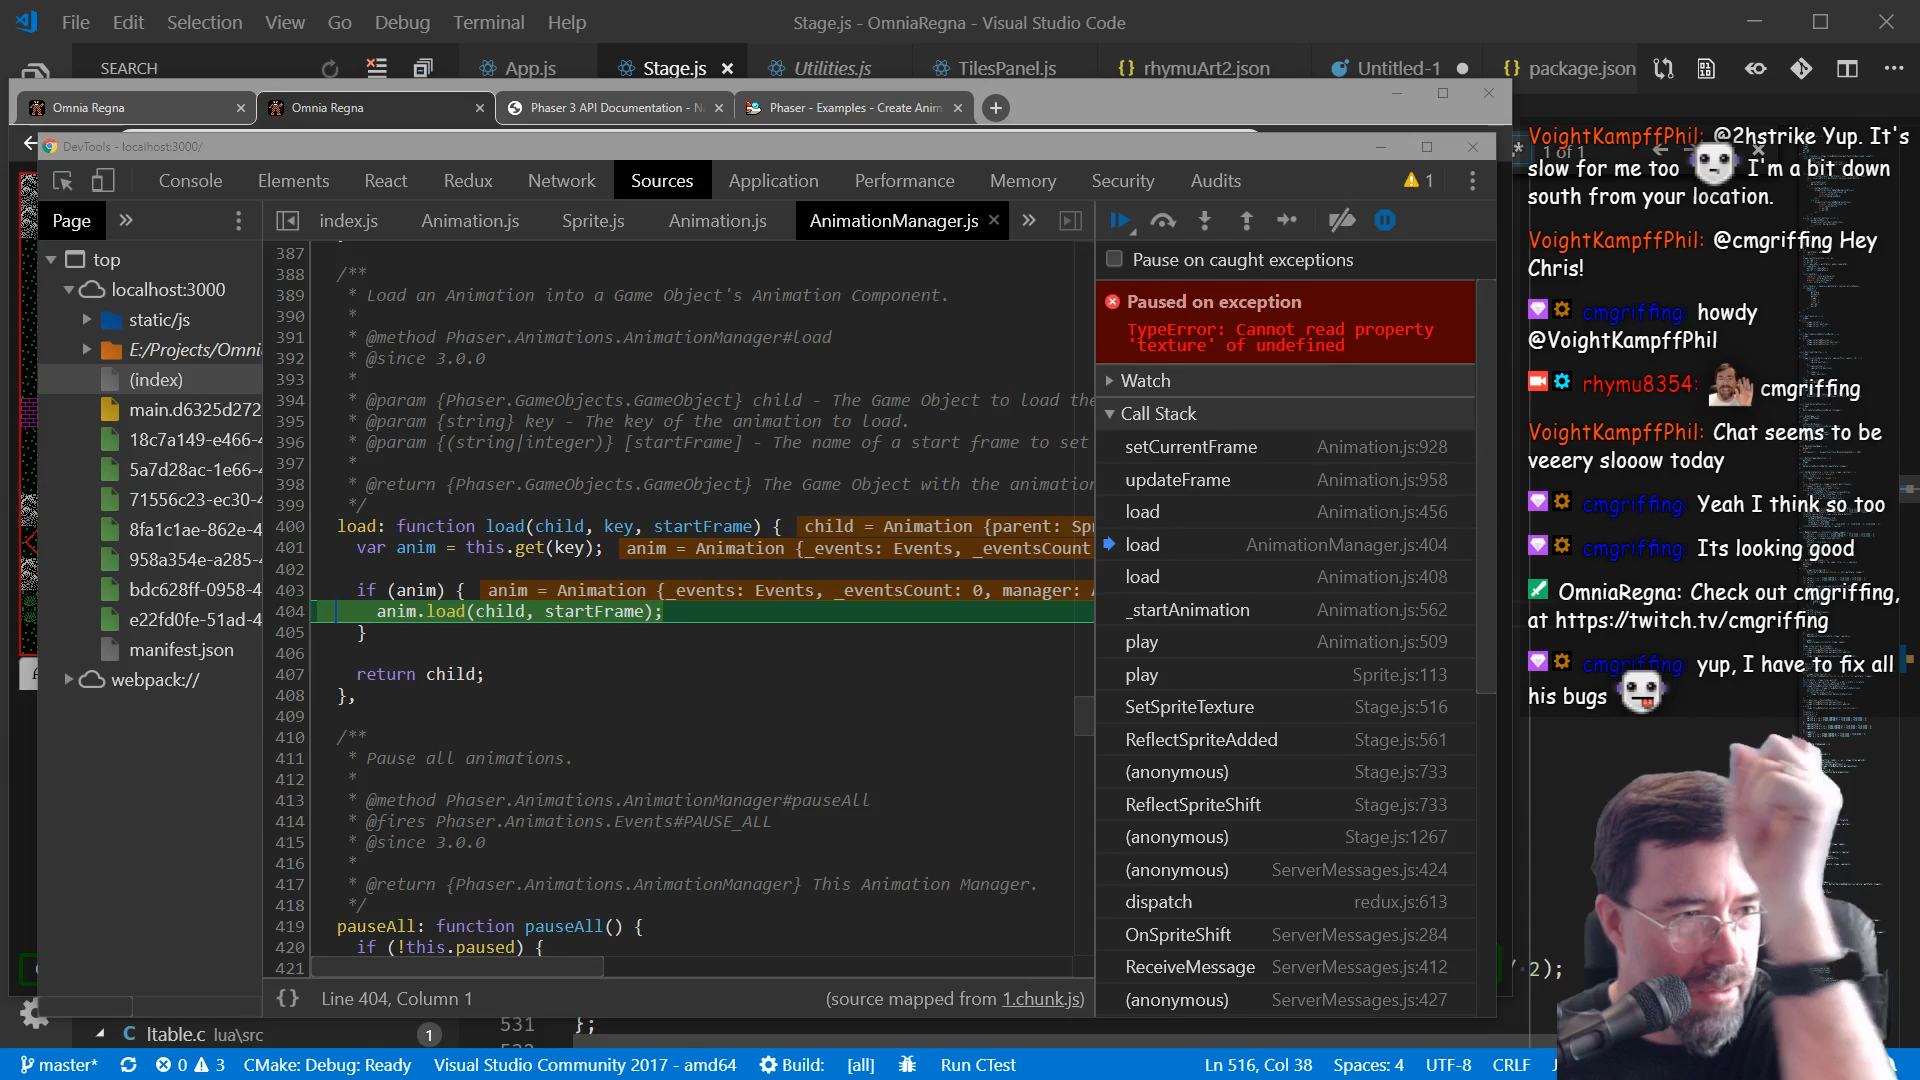 File Edit Selection View Go Debug Terminal Help
Stage.js - OmniaRegna - Visual Studio Code
SEARCH
App.js
Stage.js
Utilities.js
TilesPanel.js
{} rhymuArt2.json
Untitled-1
{} package.json
Omnia Regna
Omnia Regna
Phaser 3 API Documentation - N
Phaser - Examples - Create Anim
DevTools - localhost:3000/
1 of 1
Console Elements React Redux Network Sources Application Performance Memory Security Audits
1
Page
index.js Animation.js Sprite.js Animation.js AnimationManager.js
top
localhost:3000
static/js
E:/Projects/Omni
(index)
main.d6325d272
18c7a149-e466-4
5a7d28ac-1e66-4
71556c23-ec30-4
8fa1c1ae-862e-4
958a354e-a285-4
bdc628ff-0958-4
e22fd0fe-51ad-4
manifest.json
webpack://
387
388 /**
389 * Load an Animation into a Game Object's Animation Component.
390 *
391 * @method Phaser.Animations.AnimationManager#load
392 * @since 3.0.0
393 *
394 * @param {Phaser.GameObjects.GameObject} child - The Game Object to load the
395 * @param {string} key - The key of the animation to load.
396 * @param {(string|integer)} [startFrame] - The name of a start frame to set
397 *
398 * @return {Phaser.GameObjects.GameObject} The Game Object with the animation
399 */
400 load: function load(child, key, startFrame) { child = Animation {parent: Sp
401 var anim = this.get(key); anim = Animation {_events: Events, _eventsCount
402
403 if (anim) { anim = Animation {_events: Events, _eventsCount: 0, manager: A
404 anim.load(child, startFrame);
405 }
406
407 return child;
408 },
409
410 /**
411 * Pause all animations.
412 *
413 * @method Phaser.Animations.AnimationManager#pauseAll
414 * @fires Phaser.Animations.Events#PAUSE_ALL
415 * @since 3.0.0
416 *
417 * @return {Phaser.Animations.AnimationManager} This Animation Manager.
418 */
419 pauseAll: function pauseAll() {
420 if (!this.paused) {
421
{} Line 404, Column 1
(source mapped from 1.chunk.js)
Pause on caught exceptions
Paused on exception
TypeError: Cannot read property
'texture' of undefined
Watch
Call Stack
setCurrentFrame Animation.js:928
updateFrame Animation.js:958
load Animation.js:456
load AnimationManager.js:404
load Animation.js:408
_startAnimation Animation.js:562
play Animation.js:509
play Sprite.js:113
SetSpriteTexture Stage.js:516
ReflectSpriteAdded Stage.js:561
(anonymous) Stage.js:733
ReflectSpriteShift Stage.js:733
(anonymous) Stage.js:1267
(anonymous) ServerMessages.js:424
dispatch redux.js:613
OnSpriteShift ServerMessages.js:284
ReceiveMessage ServerMessages.js:412
(anonymous) ServerMessages.js:427
VoightKampffPhil: @2hstrike Yup. It's
slow for me too I'm a bit down
south from your location.
VoightKampffPhil: @cmgriffing Hey
Chris!
cmgriffing: howdy
@VoightKampffPhil
rhymu8354: cmgriffing
VoightKampffPhil: Chat seems to be
veeery slooow today
cmgriffing: Yeah I think so too
cmgriffing: Its looking good
OmniaRegna: Check out cmgriffing,
at https://twitch.tv/cmgriffing
cmgriffing: yup, I have to fix all
his bugs
/ 2);
C ltable.c lua\src 1
531 };
master* 0 3 CMake: Debug: Ready Visual Studio Community 2017 - amd64 Build: [all] Run CTest
Ln 516, Col 38 Spaces: 4 UTF-8 CRLF